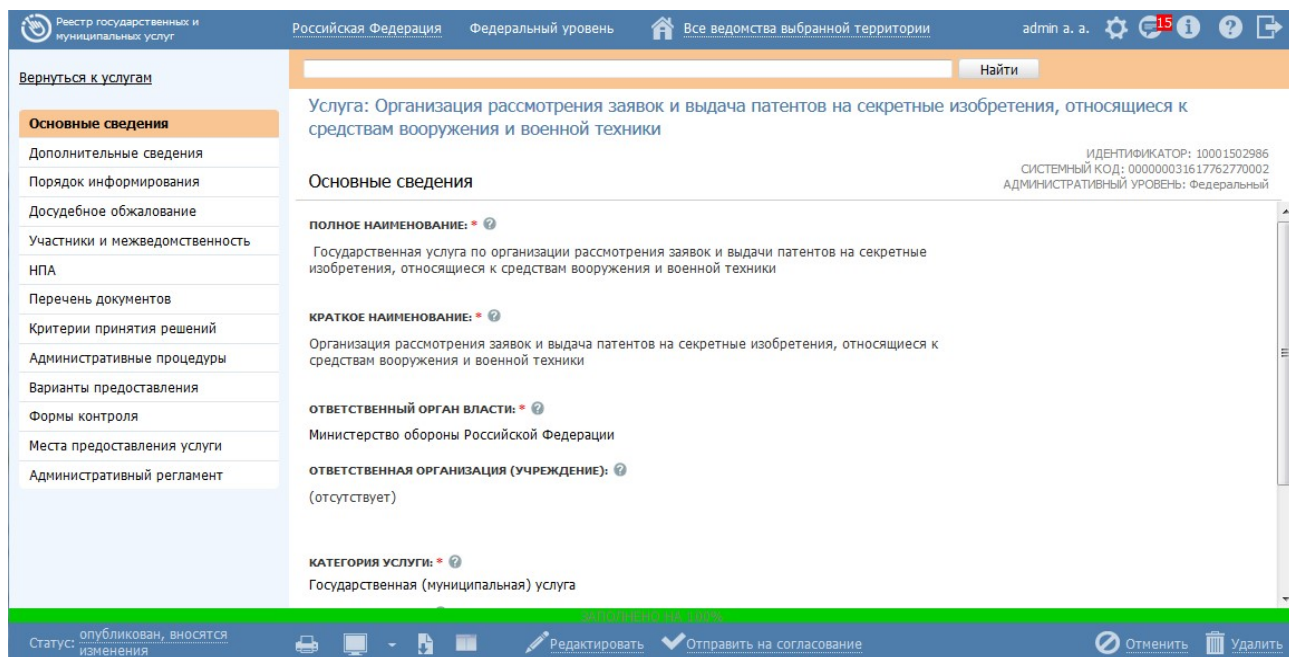 Реестр государственных и
муниципальных услуг
Российская Федерация
Федеральный уровень
Все ведомства выбранной территории
admin a. a.
15
Вернуться к услугам
Найти
Основные сведения
Дополнительные сведения
Порядок информирования
Досудебное обжалование
Участники и межведомственность
НПА
Перечень документов
Критерии принятия решений
Административные процедуры
Варианты предоставления
Формы контроля
Места предоставления услуги
Административный регламент
Услуга: Организация рассмотрения заявок и выдача патентов на секретные изобретения, относящиеся к
средствам вооружения и военной техники
ИДЕНТИФИКАТОР: 10001502986
СИСТЕМНЫЙ КОД: 000000031617762770002
АДМИНИСТРАТИВНЫЙ УРОВЕНЬ: Федеральный
Основные сведения
ПОЛНОЕ НАИМЕНОВАНИЕ: * ?
Государственная услуга по организации рассмотрения заявок и выдачи патентов на секретные
изобретения, относящиеся к средствам вооружения и военной техники
КРАТКОЕ НАИМЕНОВАНИЕ: * ?
Организация рассмотрения заявок и выдача патентов на секретные изобретения, относящиеся к
средствам вооружения и военной техники
ОТВЕТСТВЕННЫЙ ОРГАН ВЛАСТИ: * ?
Министерство обороны Российской Федерации
ОТВЕТСТВЕННАЯ ОРГАНИЗАЦИЯ (УЧРЕЖДЕНИЕ): ?
(отсутствует)
КАТЕГОРИЯ УСЛУГИ: * ?
Государственная (муниципальная) услуга
ЗАПОЛНЕНО НА 100%
Статус: опубликован, вносятся
изменения
Редактировать
Отправить на согласование
Отменить
Удалить